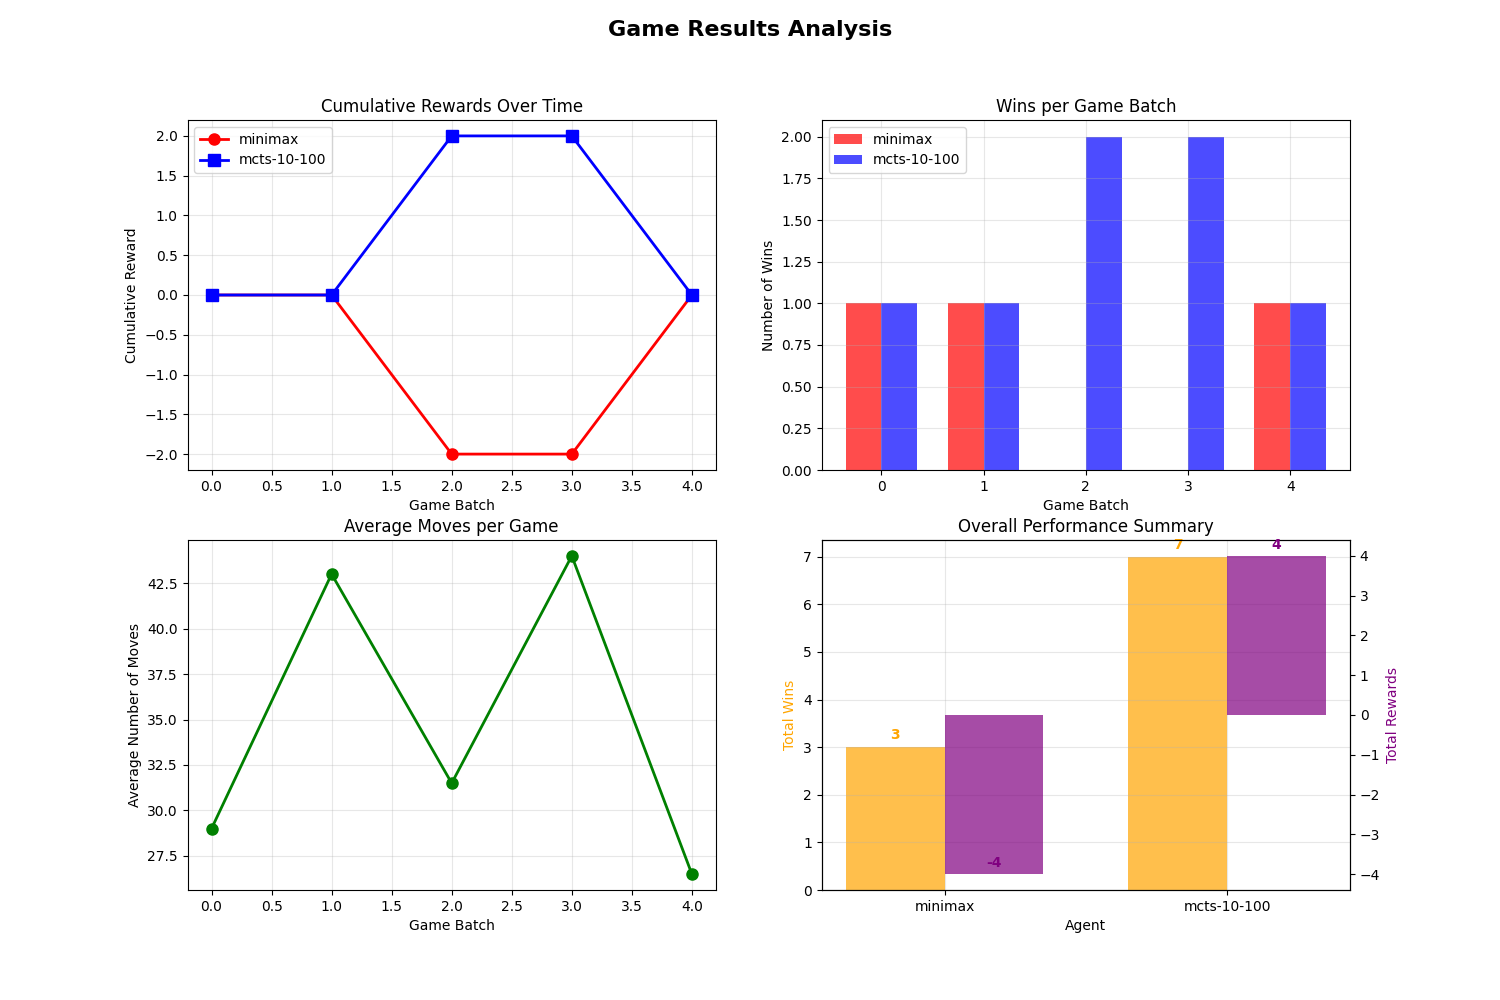 Game Results Analysis
Cumulative Rewards Over Time
minimax
mcts-10-100
2.0
1.5
1.0
0.5
0.0
−0.5
−1.0
−1.5
−2.0
Cumulative Reward
0.0 0.5 1.0 1.5 2.0 2.5 3.0 3.5 4.0
Game Batch
Wins per Game Batch
minimax
mcts-10-100
2.00
1.75
1.50
1.25
1.00
0.75
0.50
0.25
0.00
Number of Wins
0 1 2 3 4
Game Batch
Average Moves per Game
42.5
40.0
37.5
35.0
32.5
30.0
27.5
Average Number of Moves
0.0 0.5 1.0 1.5 2.0 2.5 3.0 3.5 4.0
Game Batch
Overall Performance Summary
7
6
5
4
3
2
1
0
Total Wins
3
-4
7
4
4
3
2
1
0
−1
−2
−3
−4
Total Rewards
minimax mcts-10-100
Agent